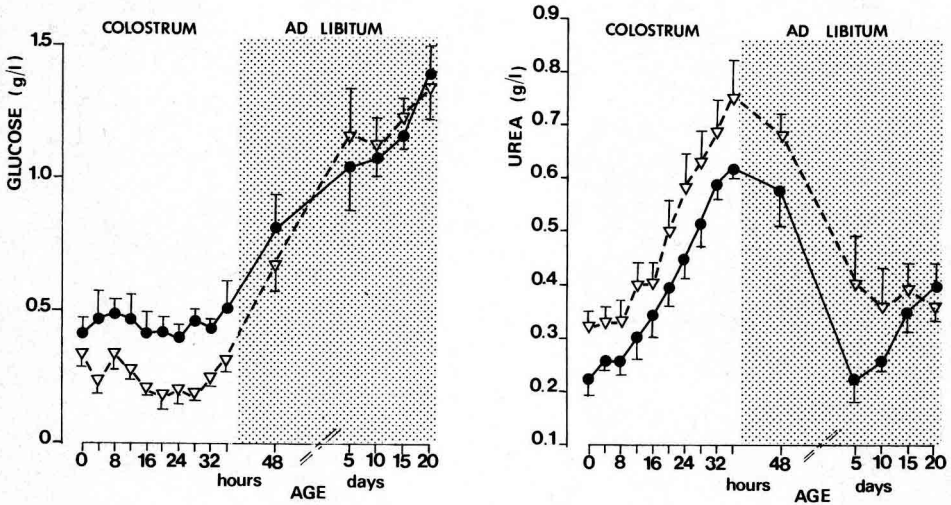 COLOSTRUM AD LIBITUM
GLUCOSE (g/l)
1.5
1.0
0.5
0.
0 8 16 24 32 48 5 10 15 20
hours days
AGE
COLOSTRUM AD LIBITUM
UREA (g/l)
0.9
0.8
0.7
0.6
0.5
0.4
0.3
0.2
0.1
0 8 16 24 32 48 5 10 15 20
hours days
AGE